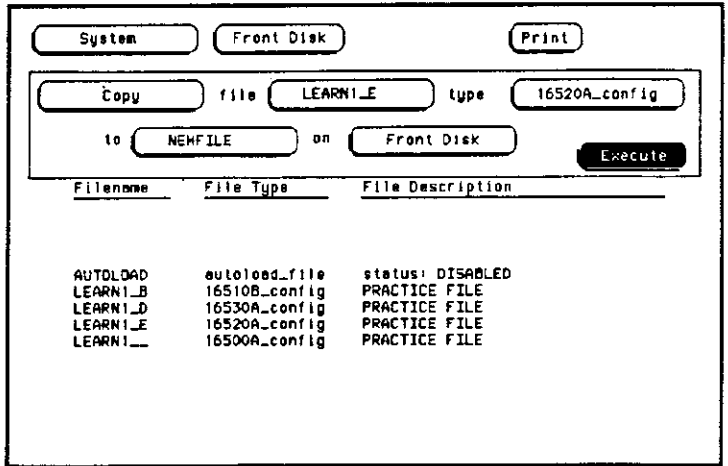 System Front Disk Print
Copy file LEARN1_E type 16520A_config
to NEWFILE on Front Disk
Execute
Filename File Type File Description
AUTOLOAD autoload_file status: DISABLED
LEARN1_B 16510B_config PRACTICE FILE
LEARN1_D 16530A_config PRACTICE FILE
LEARN1_E 16520A_config PRACTICE FILE
LEARN1__ 16500A_config PRACTICE FILE